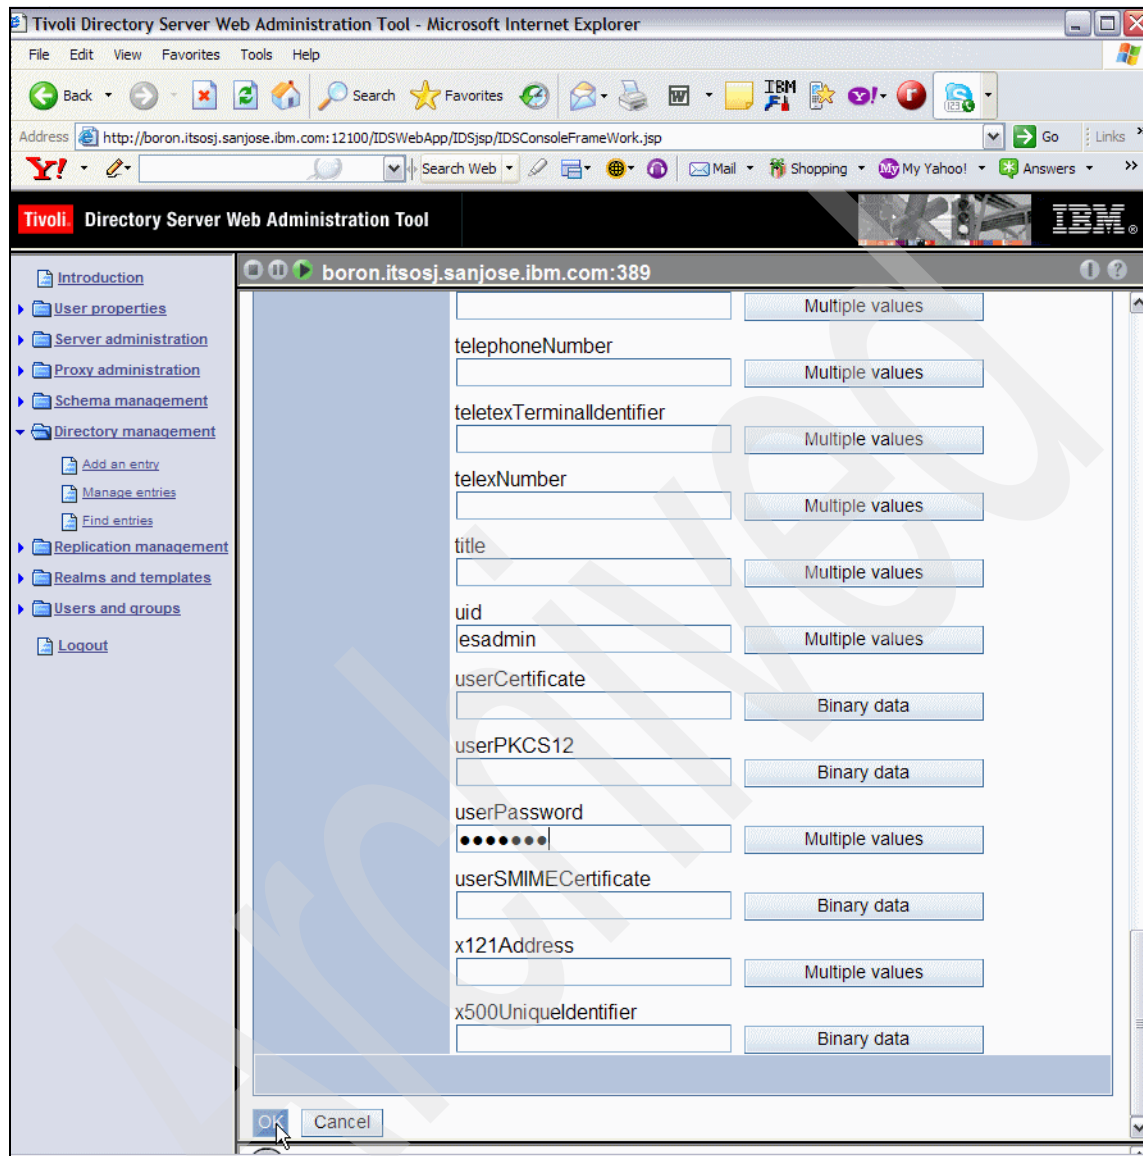 Tivoli Directory Server Web Administration Tool - Microsoft Internet Explorer
File Edit View Favorites Tools Help
Back Search Favorites IBM
Address http://boron.itsosj.sanjose.ibm.com:12100/IDSWebApp/IDSjsp/IDSConsoleFrameWork.jsp Go Links »
Y! Search Web Mail Shopping My Yahoo! Answers »
Tivoli. Directory Server Web Administration Tool IBM®
boron.itsosj.sanjose.ibm.com:389
Introduction
User properties
Server administration
Proxy administration
Schema management
Directory management
Add an entry
Manage entries
Find entries
Replication management
Realms and templates
Users and groups
Logout
Multiple values
telephoneNumber
Multiple values
teletexTerminalIdentifier
Multiple values
telexNumber
Multiple values
title
Multiple values
uid
esadmin Multiple values
userCertificate
Binary data
userPKCS12
Binary data
userPassword
●●●●●●● Multiple values
userSMIMECertificate
Binary data
x121Address
Multiple values
x500UniqueIdentifier
Binary data
OK Cancel
Archived